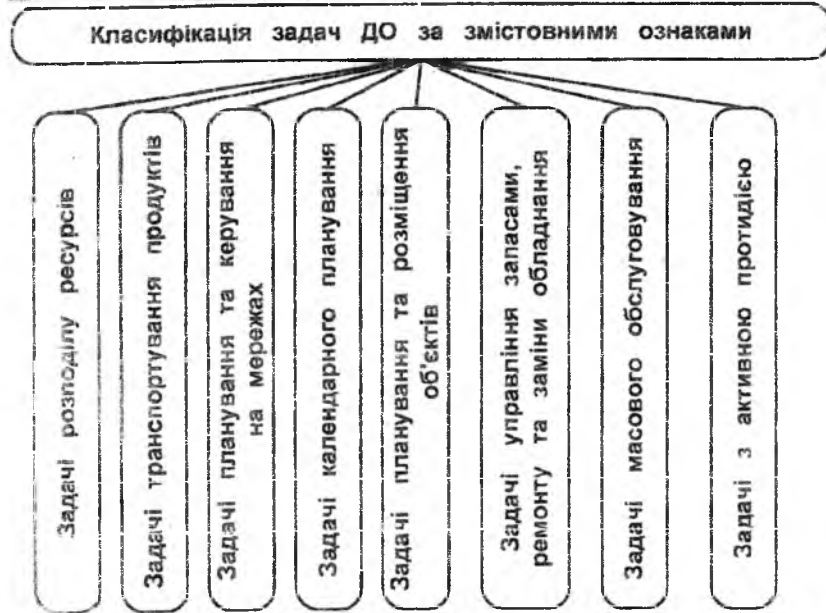 Класифікація задач ДО за змістовними ознаками
Задачі розподілу ресурсів
Задачі транспортування продуктів
Задачі планування та керування
на мережах
Задачі календарного планування
Задачі планування та розміщення
об'єктів
Задачі управління запасами,
ремонту та заміни обладнання
Задачі масового обслуговування
Задачі з активною протидією